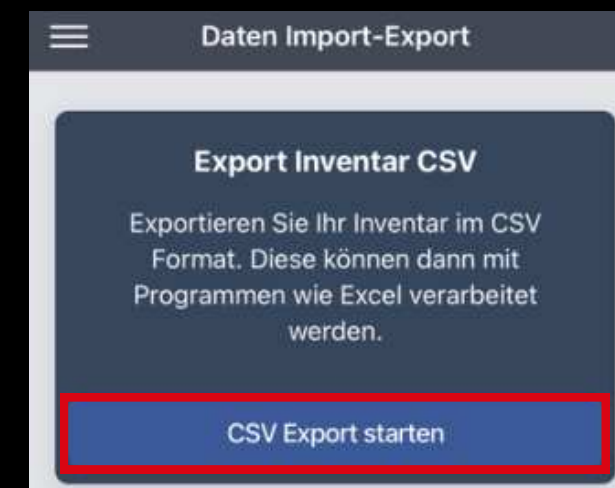 Daten Import-Export
Export Inventar CSV
Exportieren Sie Ihr Inventar im CSV
Format. Diese können dann mit
Programmen wie Excel verarbeitet
werden.
CSV Export starten